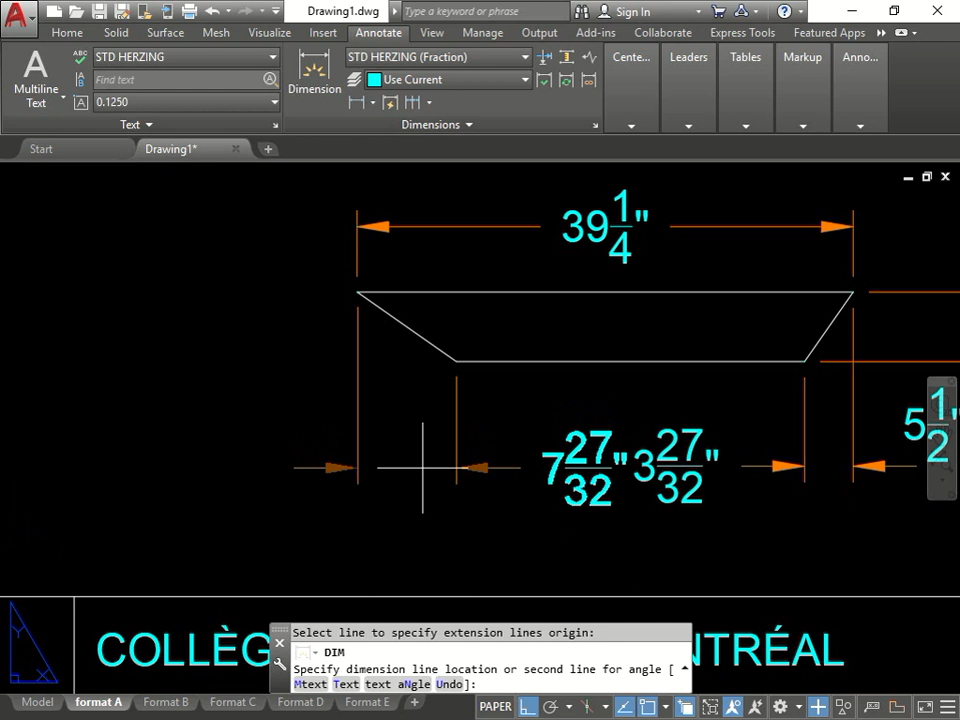 Drawing1.dwg
Type a keyword or phrase
Sign In
Home Solid Surface Mesh Visualize Insert Annotate View Manage Output Add-ins Collaborate Express Tools Featured Apps
Multiline Text
STD HERZING
Find text
0.1250
Text
Dimension
STD HERZING (Fraction)
Use Current
Dimensions
Cente... Leaders Tables Markup Anno...
Start Drawing1*
39 1/4"
7 27/32" 3 27/32"
5 1/2"
COLLÈG
NTRÉAL
Select line to specify extension lines origin:
DIM
Specify dimension line location or second line for angle [
Mtext Text text aNgle Undo]:
Model format A Format B Format C Format D Format E
PAPER
Y
X